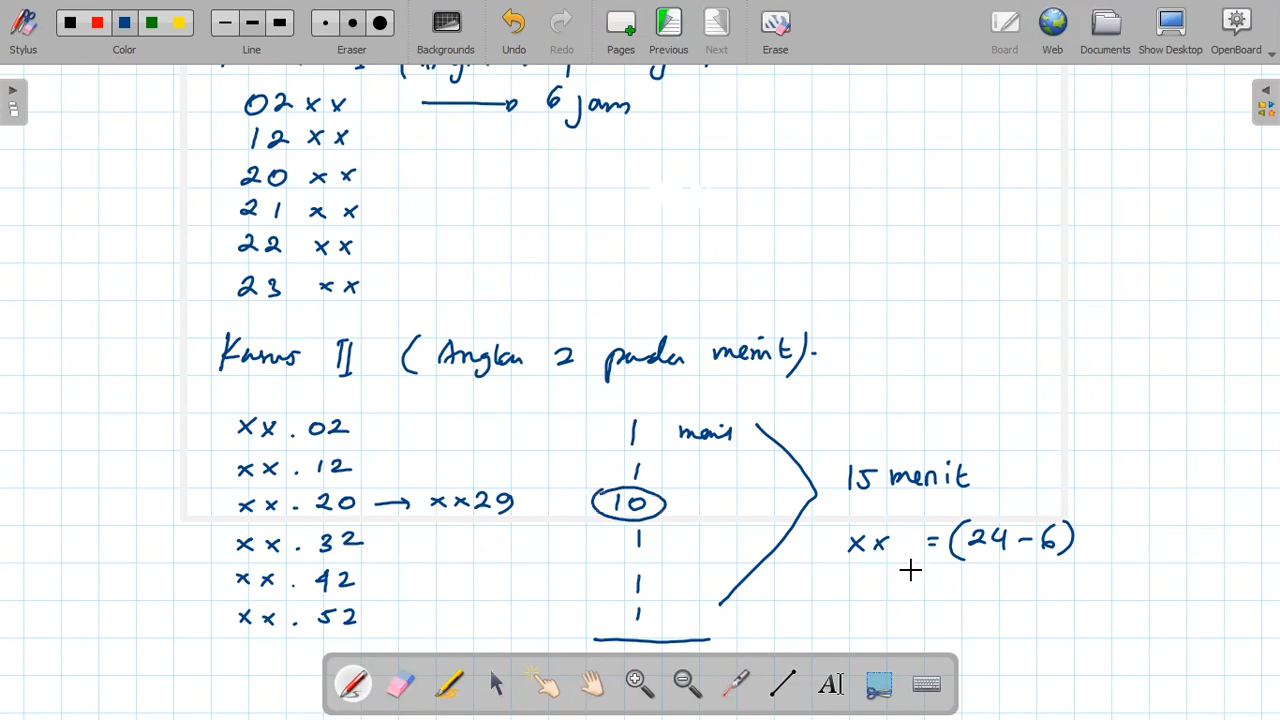 Stylus
Color
Line
Eraser
Backgrounds
Undo
Redo
Pages
Previous
Next
Erase
Board
Web
Documents
Show Desktop
OpenBoard
02 x x → 6 jam
12 x x
20 x x
21 x x
22 x x
23 x x
Kasus II (Angka 2 pada menit).
xx . 02 1 menit
xx . 12 1
xx . 20 → xx29 10
xx . 32 1
xx . 42 1
xx . 52 1
15 menit
xx = (24 - 6)